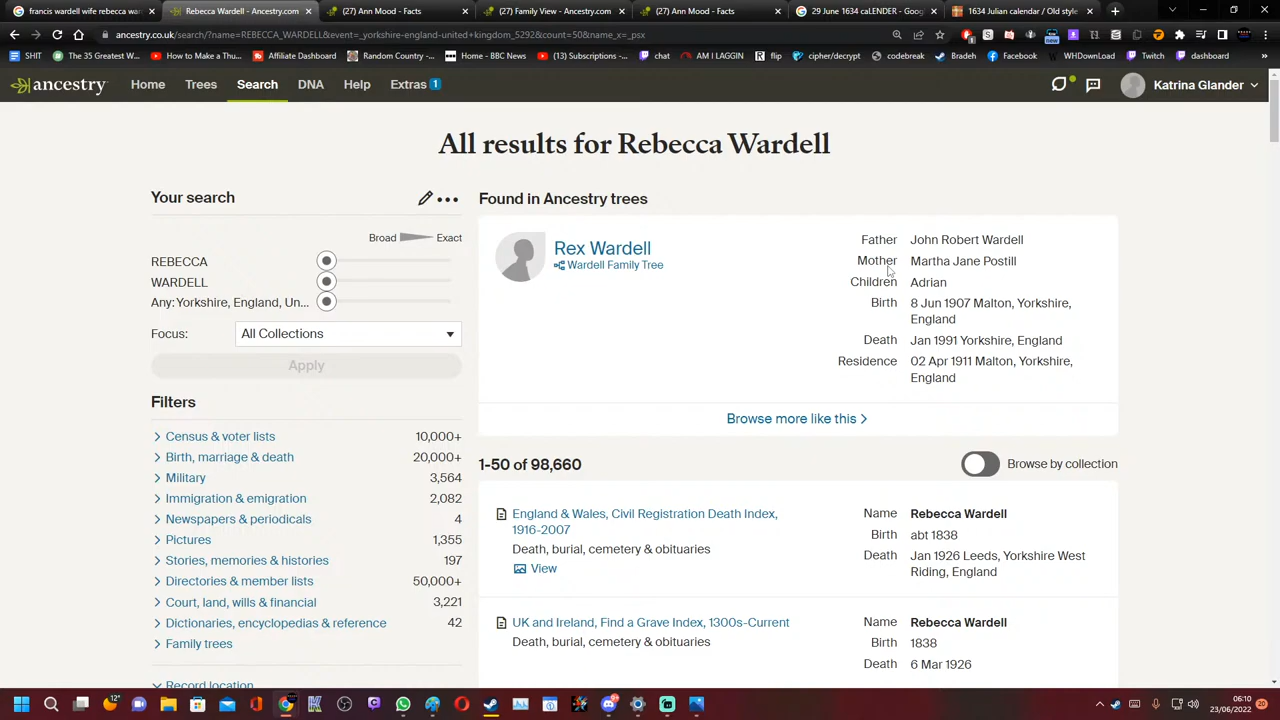 francis wardell wife rebecca war
Rebecca Wardell - Ancestry.com
(27) Ann Mood - Facts
(27) Family View - Ancestry.com
(27) Ann Mood - Facts
29 June 1634 caLENDER - Goog
1634 Julian calendar / Old style
ancestry.co.uk/search/?name=REBECCA_WARDELL&event=_yorkshire-england-united+kingdom_5292&count=50&name_x=_psx
SHIT
The 35 Greatest W...
How to Make a Thu...
Affiliate Dashboard
Random Country -...
Home - BBC News
(13) Subscriptions -...
chat
AM I LAGGIN
flip
cipher/decrypt
codebreak
Bradeh
Facebook
WHDownLoad
Twitch
dashboard
ancestry
Home
Trees
Search
DNA
Help
Extras 1
Katrina Glander
All results for Rebecca Wardell
Your search
Broad
Exact
REBECCA
WARDELL
Any: Yorkshire, England, Un...
Focus:
All Collections
Apply
Filters
Census & voter lists 10,000+
Birth, marriage & death 20,000+
Military 3,564
Immigration & emigration 2,082
Newspapers & periodicals 4
Pictures 1,355
Stories, memories & histories 197
Directories & member lists 50,000+
Court, land, wills & financial 3,221
Dictionaries, encyclopedias & reference 42
Family trees
Record location
Found in Ancestry trees
Rex Wardell
Wardell Family Tree
Father John Robert Wardell
Mother Martha Jane Postill
Children Adrian
Birth 8 Jun 1907 Malton, Yorkshire,
England
Death Jan 1991 Yorkshire, England
Residence 02 Apr 1911 Malton, Yorkshire,
England
Browse more like this
1-50 of 98,660
Browse by collection
England & Wales, Civil Registration Death Index,
1916-2007
Death, burial, cemetery & obituaries
View
Name Rebecca Wardell
Birth abt 1838
Death Jan 1926 Leeds, Yorkshire West
Riding, England
UK and Ireland, Find a Grave Index, 1300s-Current
Death, burial, cemetery & obituaries
Name Rebecca Wardell
Birth 1838
Death 6 Mar 1926
12°
06:10
23/06/2022